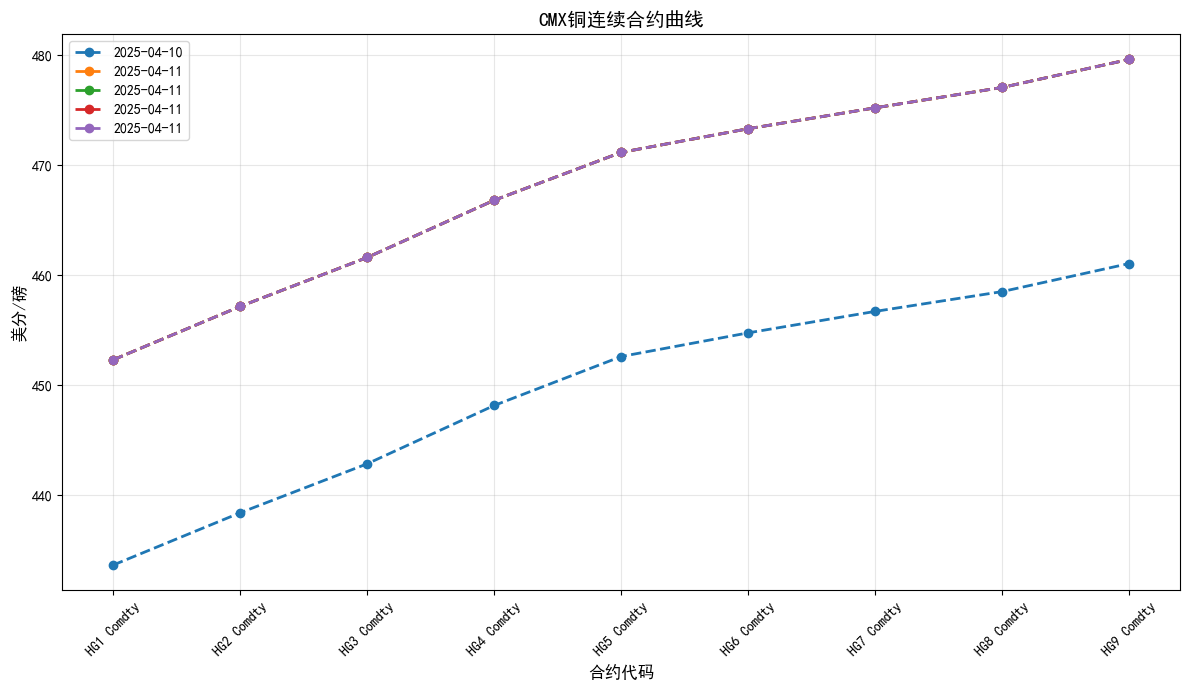 CMX铜连续合约曲线
2025-04-10
2025-04-11
2025-04-11
2025-04-11
2025-04-11
480
470
460
450
440
美分/磅
HG1 Comdty
HG2 Comdty
HG3 Comdty
HG4 Comdty
HG5 Comdty
HG6 Comdty
HG7 Comdty
HG8 Comdty
HG9 Comdty
合约代码